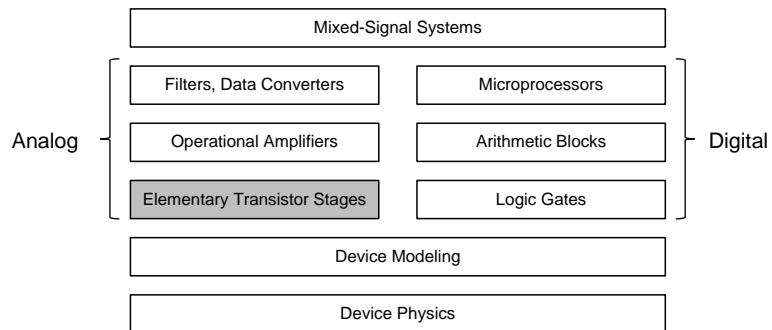 Mixed-Signal Systems
Filters, Data Converters
Microprocessors
Analog
Operational Amplifiers
Arithmetic Blocks
Digital
Elementary Transistor Stages
Logic Gates
Device Modeling
Device Physics